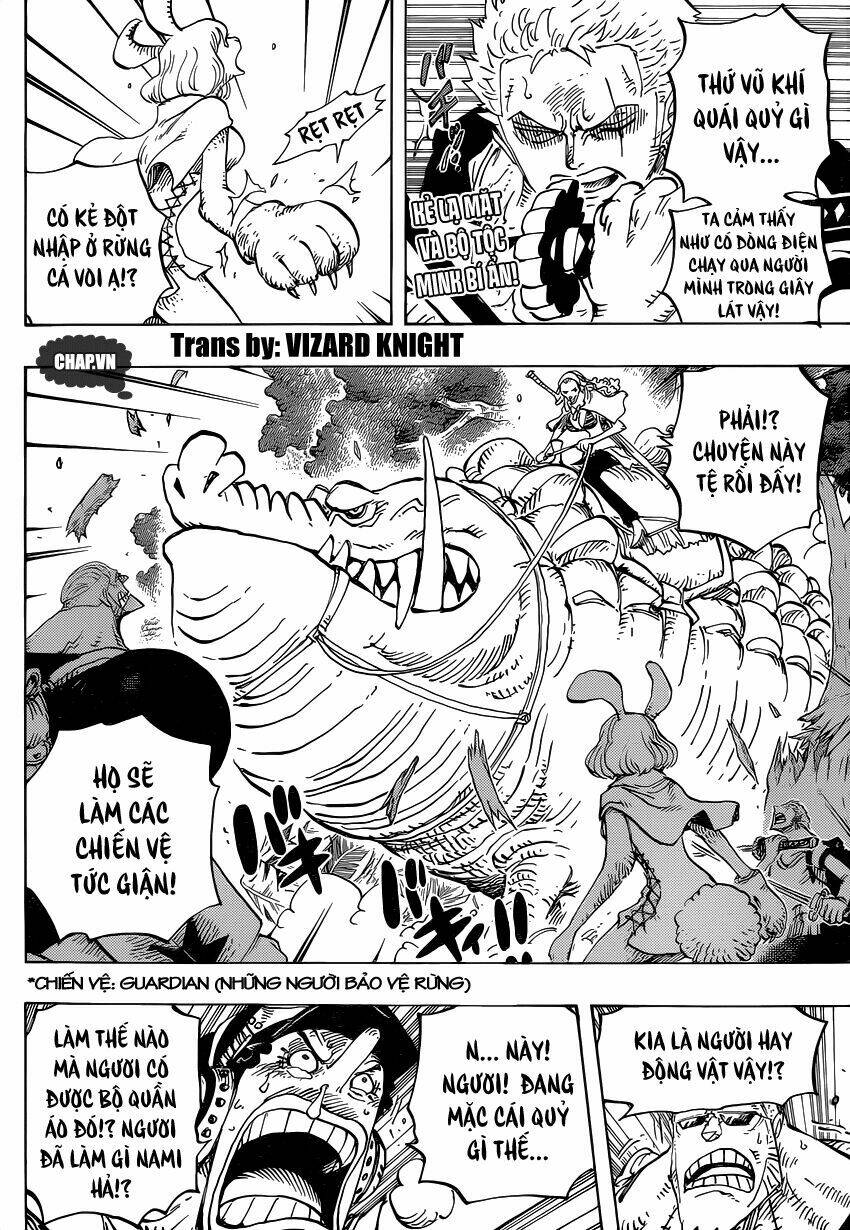 THỨ VŨ KHÍ
QUÁI QUỶ GÌ
VẬY...
TA CẢM THẤY
NHƯ CÓ DÒNG ĐIỆN
CHẠY QUA NGƯỜI
MÌNH TRONG GIÂY
LÁT VẬY!
KẺ LẠ MẶT
VÀ BỘ TỘC
MINK BÍ ẨN!
RẸT RẸT
CÓ KẺ ĐỘT
NHẬP Ở RỪNG
CÁ VOI Ạ!?
CHAP.VN
Trans by: VIZARD KNIGHT
PHẢI!?
CHUYỆN NÀY
TỆ RỒI ĐẤY!
HỌ SẼ
LÀM CÁC
CHIẾN VỆ
TỨC GIẬN!
*CHIẾN VỆ: GUARDIAN (NHỮNG NGƯỜI BẢO VỆ RỪNG)
KIA LÀ NGƯỜI HAY
ĐỘNG VẬT VẬY!?
N... NÀY!
NGƯƠI! ĐANG
MẶC CÁI QUỶ
GÌ THẾ...
LÀM THẾ NÀO
MÀ NGƯƠI CÓ
ĐƯỢC BỘ QUẦN
ÁO ĐÓ!? NGƯƠI
ĐÃ LÀM GÌ NAMI
HẢ!?